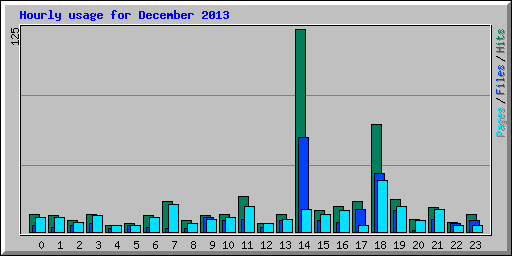 Hourly usage for December 2013
125
Pages/Files/Hits
0 1 2 3 4 5 6 7 8 9 10 11 12 13 14 15 16 17 18 19 20 21 22 23